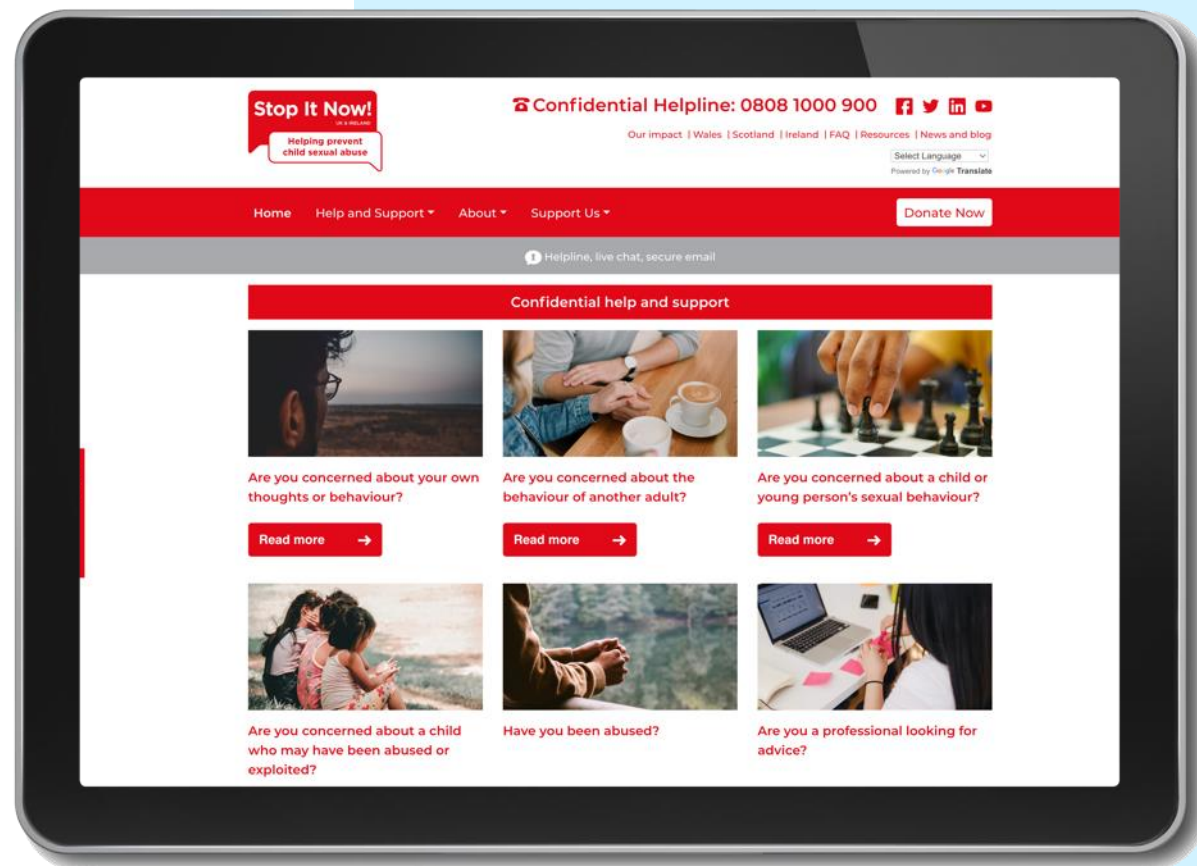 Stop It Now!
UK & IRELAND
Helping prevent
child sexual abuse
Confidential Helpline: 0808 1000 900
Our impact | Wales | Scotland | Ireland | FAQ | Resources | News and blog
Select Language
Powered by Google Translate
Home Help and Support About Support Us Donate Now
Helpline, live chat, secure email
Confidential help and support
Are you concerned about your own
thoughts or behaviour?
Read more
Are you concerned about the
behaviour of another adult?
Read more
Are you concerned about a child or
young person's sexual behaviour?
Read more
Are you concerned about a child
who may have been abused or
exploited?
Have you been abused?
Are you a professional looking for
advice?